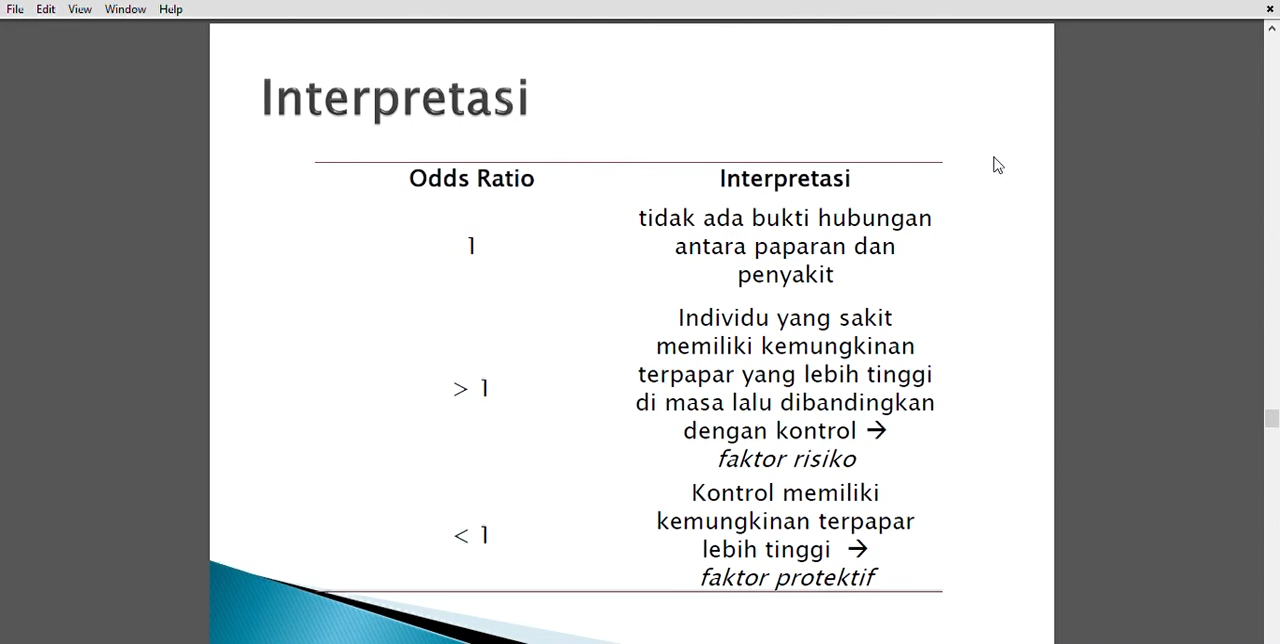 File Edit View Window Help
Interpretasi
Odds Ratio Interpretasi
1
tidak ada bukti hubungan
antara paparan dan
penyakit
> 1
Individu yang sakit
memiliki kemungkinan
terpapar yang lebih tinggi
di masa lalu dibandingkan
dengan kontrol →
faktor risiko
< 1
Kontrol memiliki
kemungkinan terpapar
lebih tinggi →
faktor protektif